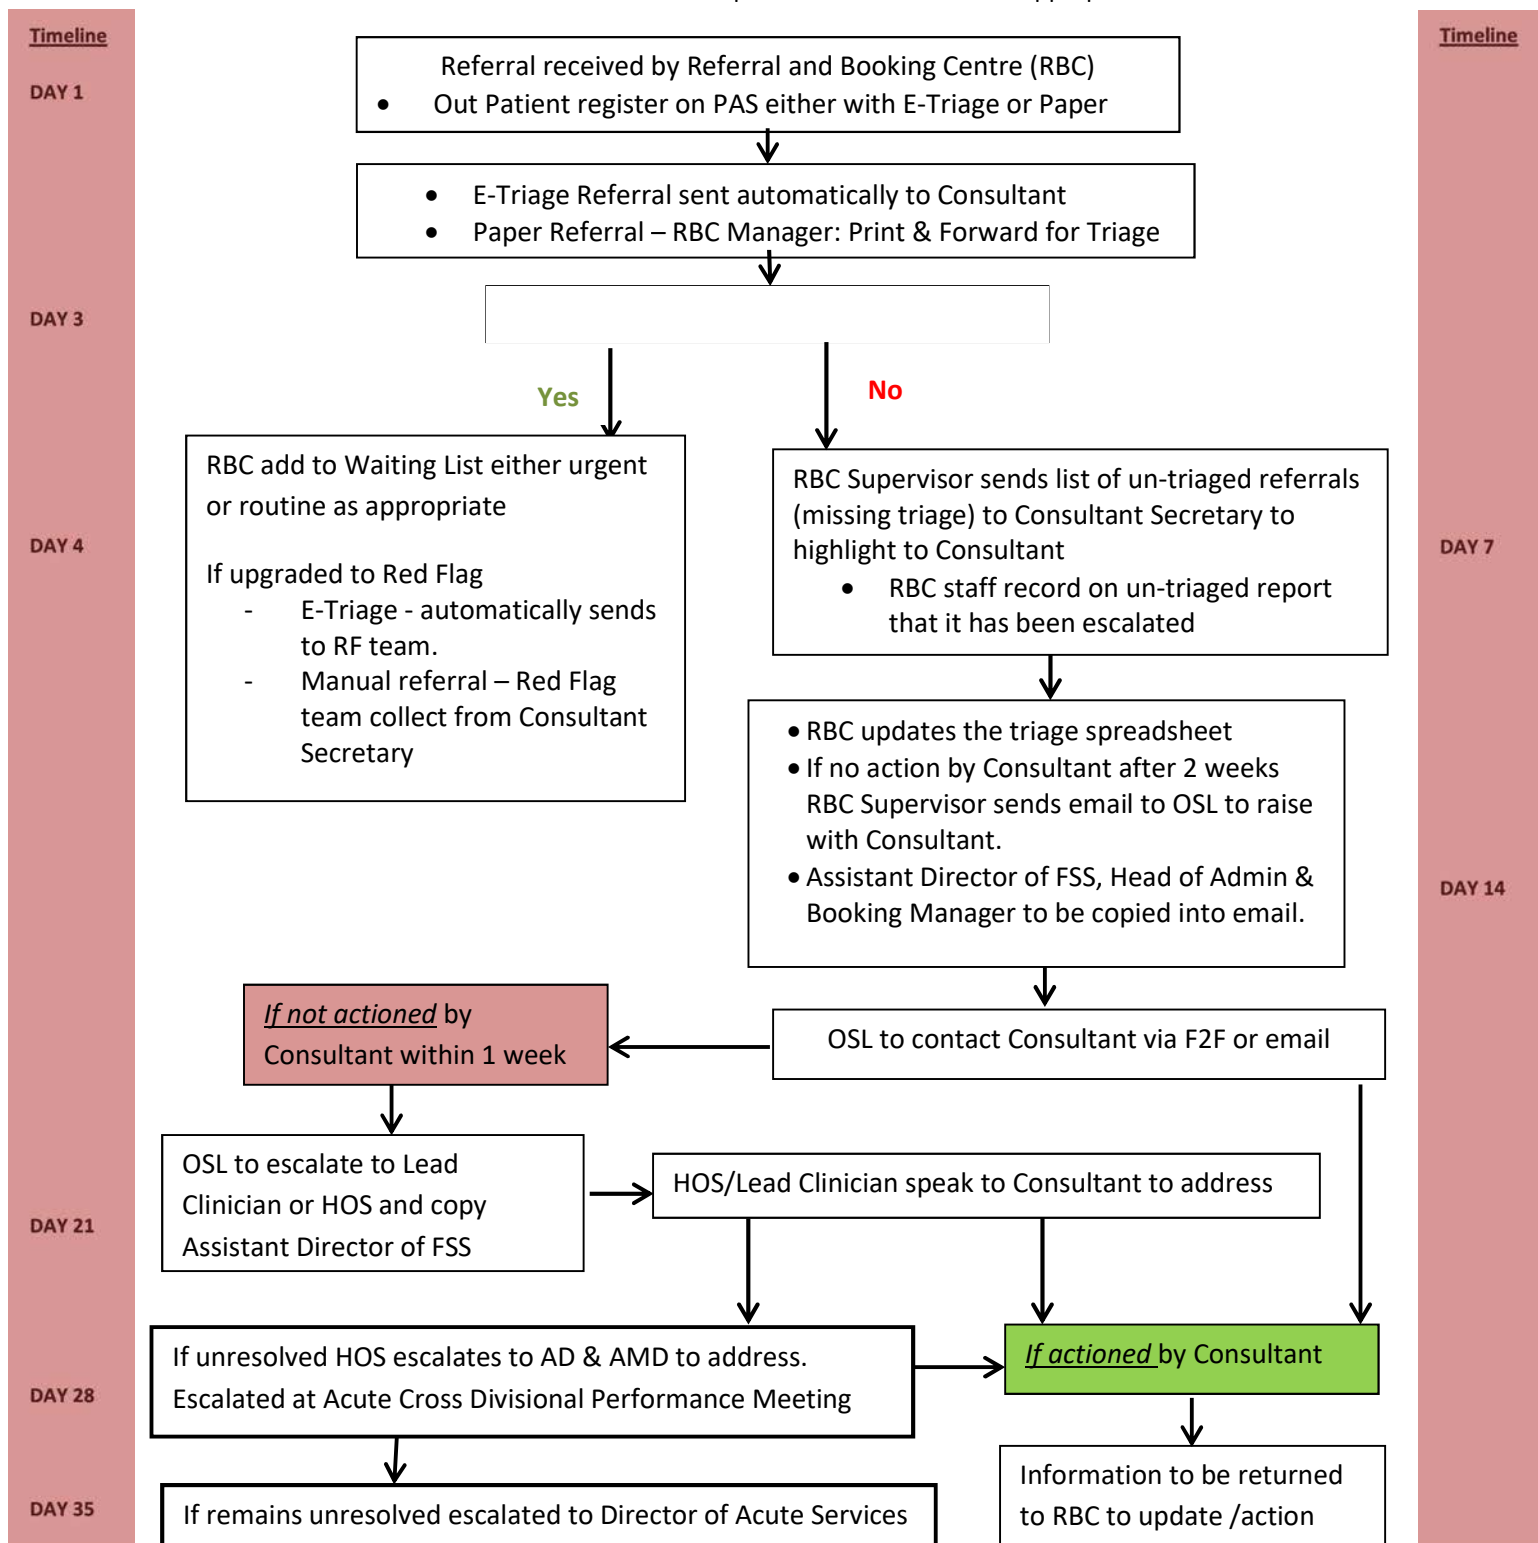 Timeline
Timeline
DAY 1
Referral received by Referral and Booking Centre (RBC)
• Out Patient register on PAS either with E-Triage or Paper
• E-Triage Referral sent automatically to Consultant
• Paper Referral – RBC Manager: Print & Forward for Triage
DAY 3
Yes
No
RBC add to Waiting List either urgent
or routine as appropriate
If upgraded to Red Flag
- E-Triage - automatically sends
to RF team.
- Manual referral – Red Flag
team collect from Consultant
Secretary
DAY 4
RBC Supervisor sends list of un-triaged referrals
(missing triage) to Consultant Secretary to
highlight to Consultant
• RBC staff record on un-triaged report
that it has been escalated
DAY 7
• RBC updates the triage spreadsheet
• If no action by Consultant after 2 weeks
RBC Supervisor sends email to OSL to raise
with Consultant.
• Assistant Director of FSS, Head of Admin &
Booking Manager to be copied into email.
DAY 14
If not actioned by
Consultant within 1 week
OSL to contact Consultant via F2F or email
OSL to escalate to Lead
Clinician or HOS and copy
Assistant Director of FSS
HOS/Lead Clinician speak to Consultant to address
DAY 21
If unresolved HOS escalates to AD & AMD to address.
Escalated at Acute Cross Divisional Performance Meeting
If actioned by Consultant
DAY 28
Information to be returned
to RBC to update /action
DAY 35
If remains unresolved escalated to Director of Acute Services